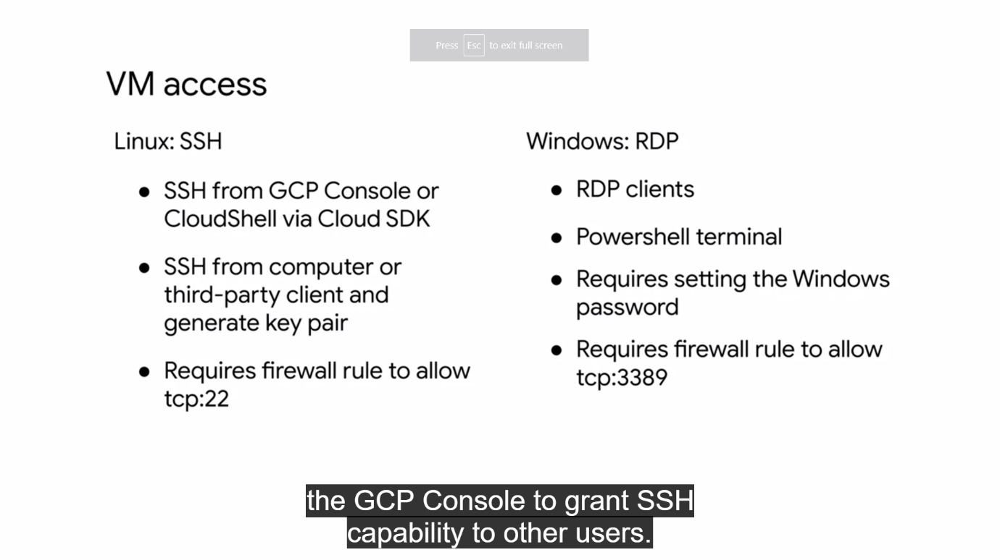 Press Esc to exit full screen
VM access
Linux: SSH
● SSH from GCP Console or
CloudShell via Cloud SDK
● SSH from computer or
third-party client and
generate key pair
● Requires firewall rule to allow
tcp:22
Windows: RDP
● RDP clients
● Powershell terminal
● Requires setting the Windows
password
● Requires firewall rule to allow
tcp:3389
the GCP Console to grant SSH
capability to other users.